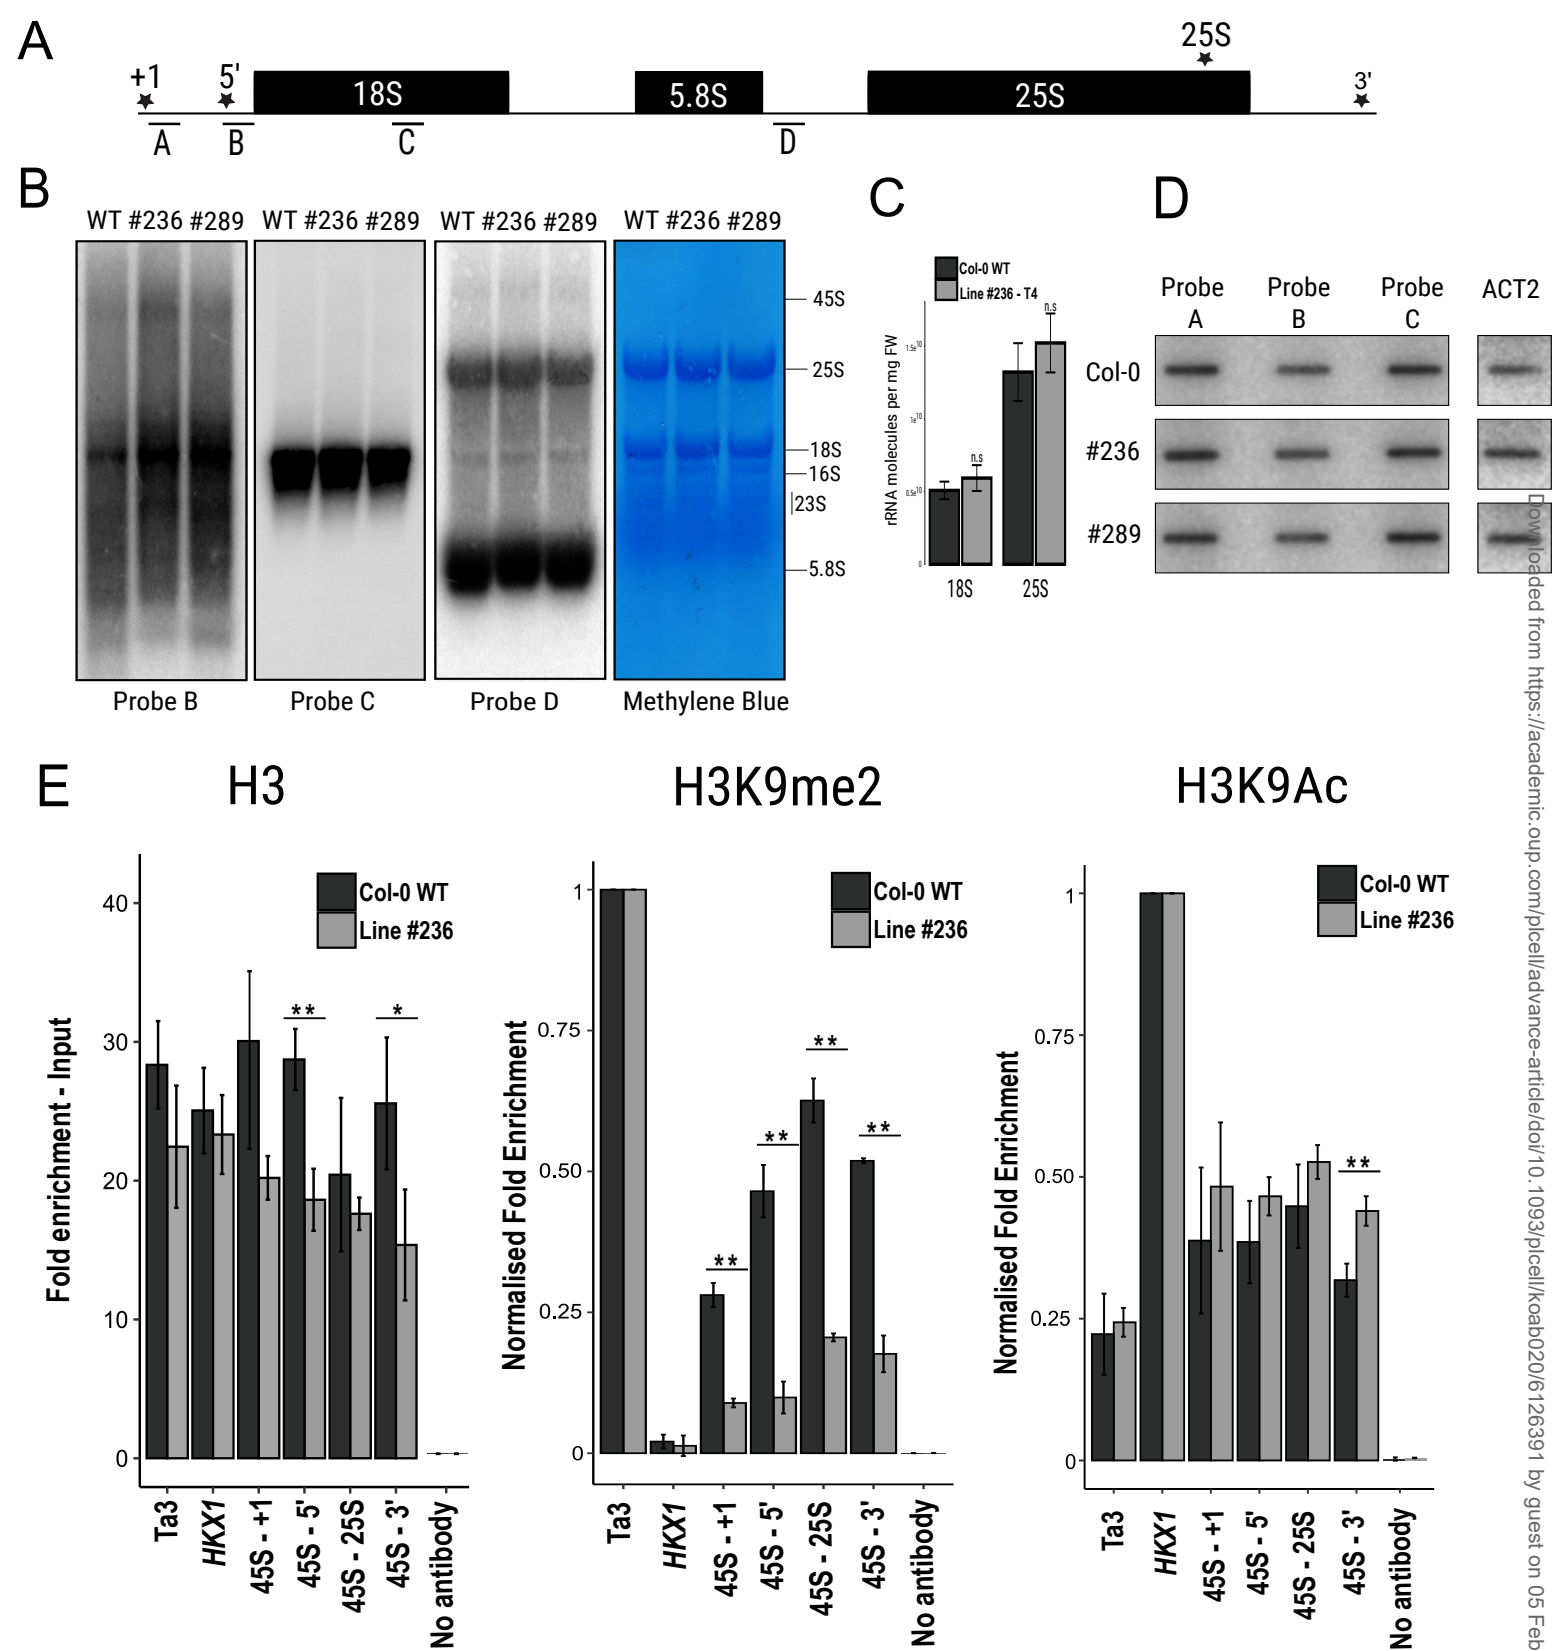 A
+1
5'
18S
5.8S
25S
25S
3'
A
B
C
D
B
WT #236 #289
WT #236 #289
WT #236 #289
WT #236 #289
45S
25S
18S
16S
23S
5.8S
Probe B
Probe C
Probe D
Methylene Blue
C
Col-0 WT
Line #236 - T4
rRNA molecules per mg FW
1.5e10
1e10
0.5e10
0
n.s
n.s
18S
25S
D
Probe A
Probe B
Probe C
ACT2
Col-0
#236
#289
E
H3
Fold enrichment - Input
40
30
20
10
0
Col-0 WT
Line #236
**
*
Ta3
HKX1
45S - +1
45S - 5'
45S - 25S
45S - 3'
No antibody
H3K9me2
Normalised Fold Enrichment
1
0.75
0.50
0.25
0
Col-0 WT
Line #236
**
**
**
**
Ta3
HKX1
45S - +1
45S - 5'
45S - 25S
45S - 3'
No antibody
H3K9Ac
Normalised Fold Enrichment
1
0.75
0.50
0.25
0
Col-0 WT
Line #236
**
Ta3
HKX1
45S - +1
45S - 5'
45S - 25S
45S - 3'
No antibody
Downloaded from https://academic.oup.com/plcell/advance-article/doi/10.1093/plcell/koab020/6126391 by guest on 05 Feb